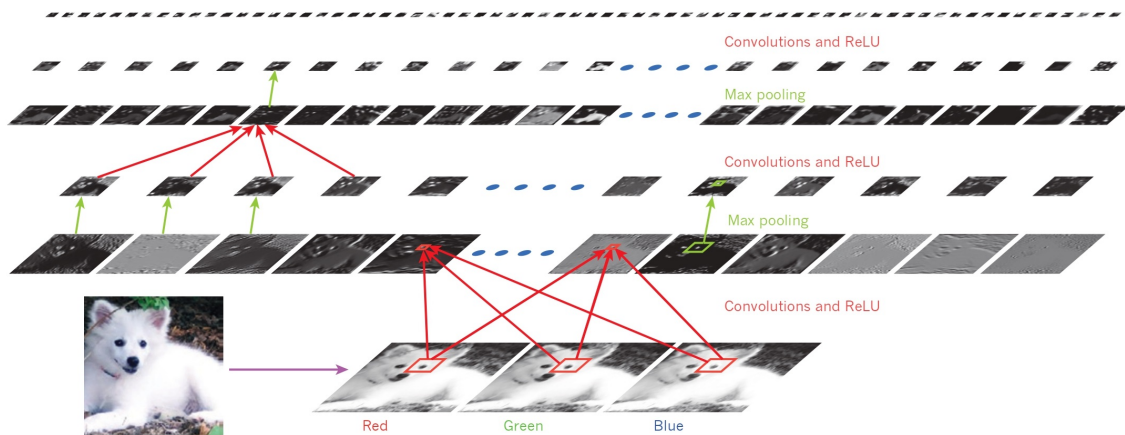 Convolutions and ReLU
Max pooling
Convolutions and ReLU
Max pooling
Convolutions and ReLU
Red
Green
Blue